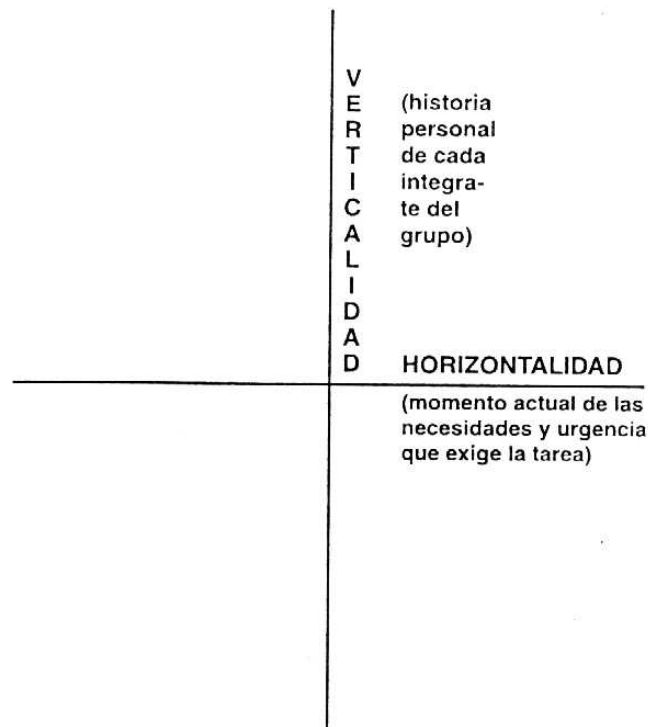 VERTICALIDAD
(historia
personal
de cada
integra-
te del
grupo)
HORIZONTALIDAD
(momento actual de las
necesidades y urgencia
que exige la tarea)